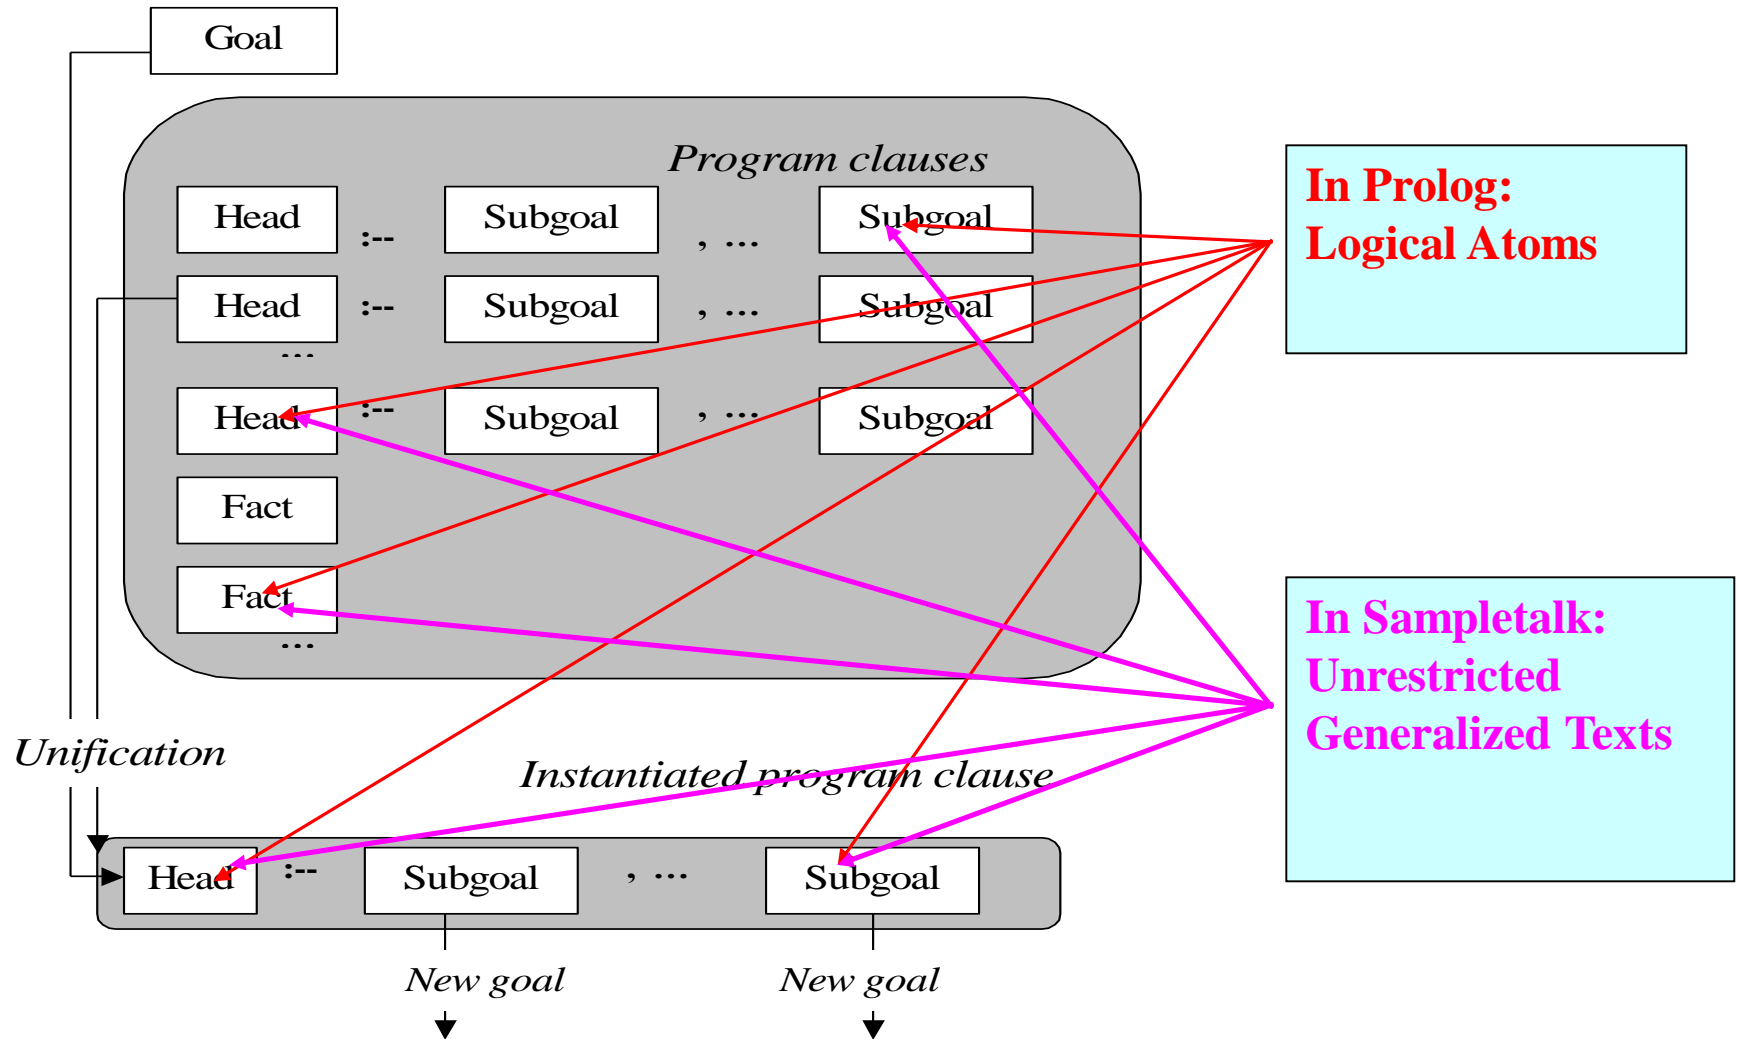 Goal
Program clauses
Head :-- Subgoal , ... Subgoal
Head :-- Subgoal , ... Subgoal
...
Head :-- Subgoal , ... Subgoal
Fact
Fact
...
Unification
Instantiated program clause
Head :-- Subgoal , ... Subgoal
New goal New goal
In Prolog:
Logical Atoms
In Sampletalk:
Unrestricted
Generalized Texts